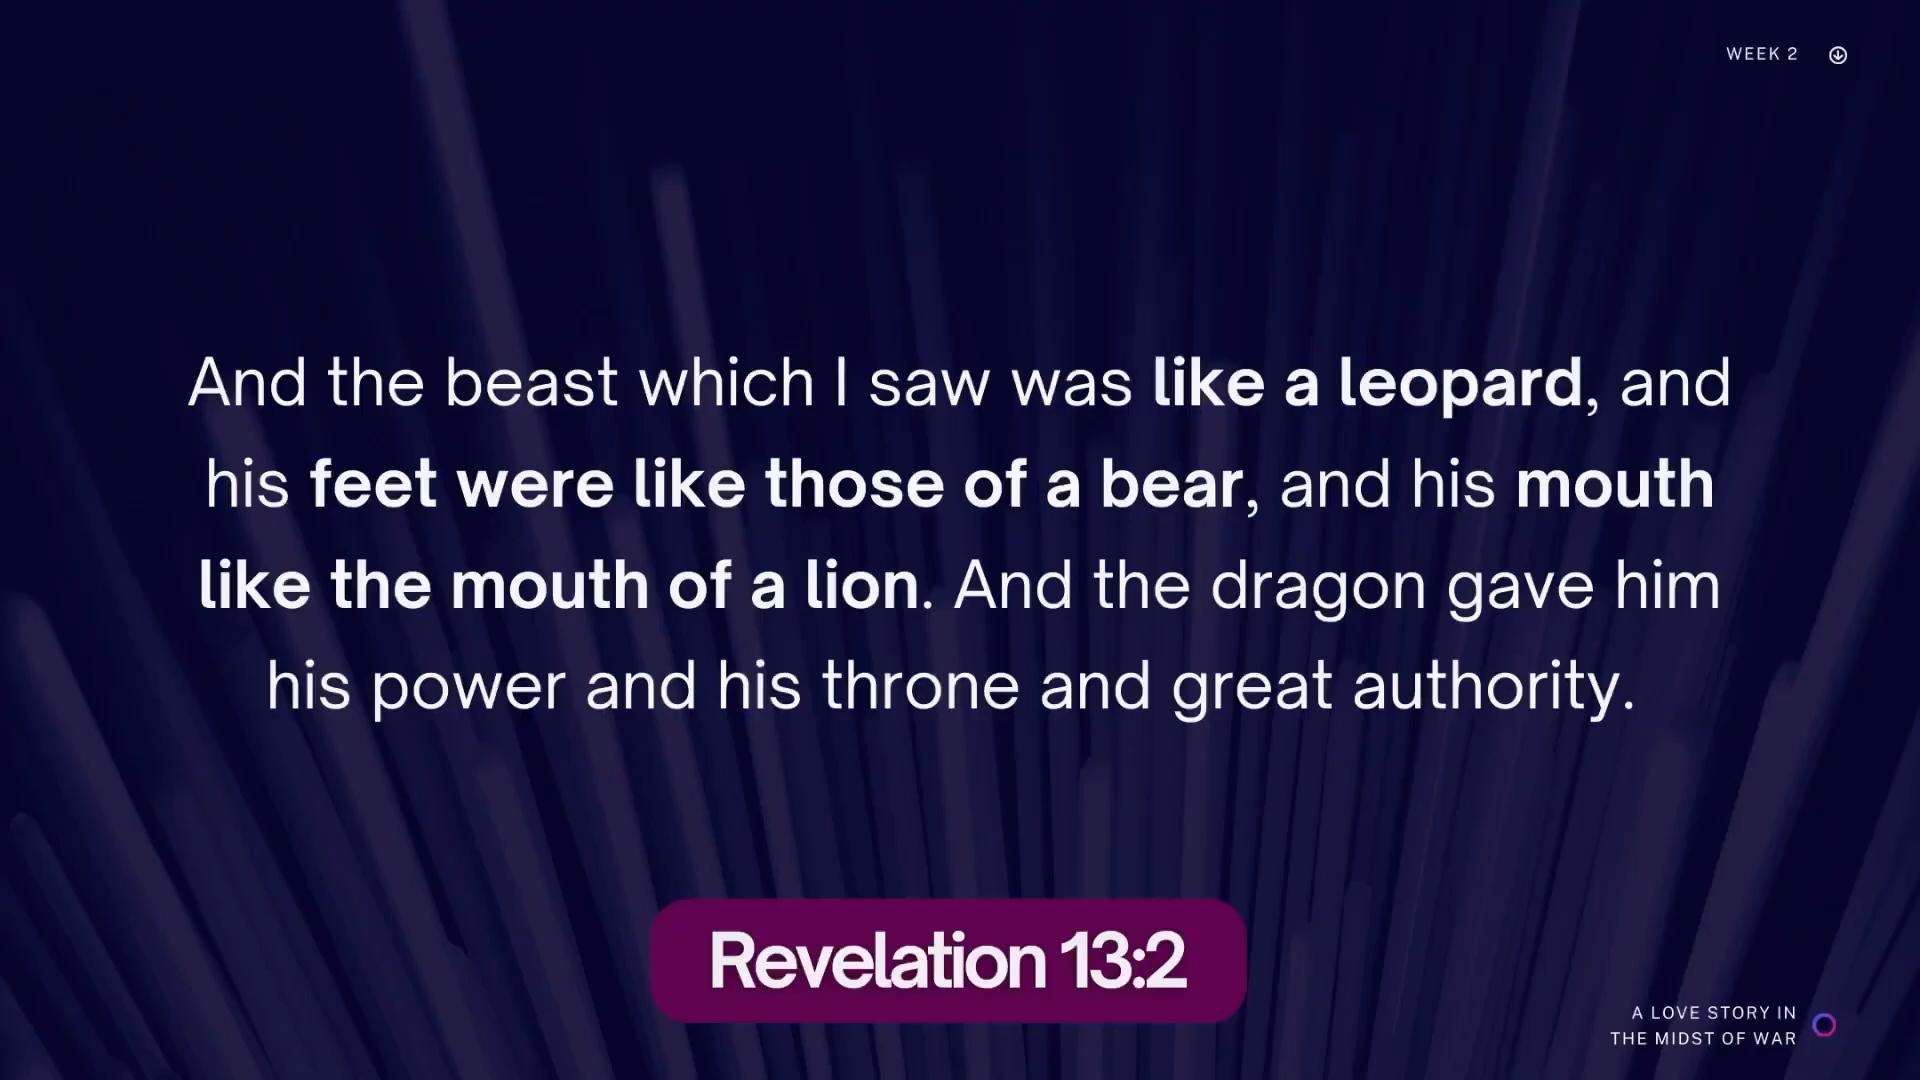 WEEK 2
And the beast which I saw was like a leopard, and
his feet were like those of a bear, and his mouth
like the mouth of a lion. And the dragon gave him
his power and his throne and great authority.
Revelation 13:2
A LOVE STORY IN
THE MIDST OF WAR